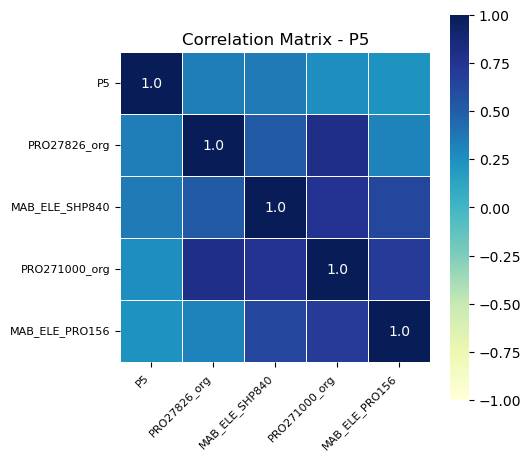 Correlation Matrix - P5
P5
PRO27826_org
MAB_ELE_SHP840
PRO271000_org
MAB_ELE_PRO156
1.0
1.0
1.0
1.0
1.0
P5
PRO27826_org
MAB_ELE_SHP840
PRO271000_org
MAB_ELE_PRO156
1.00
0.75
0.50
0.25
0.00
−0.25
−0.50
−0.75
−1.00